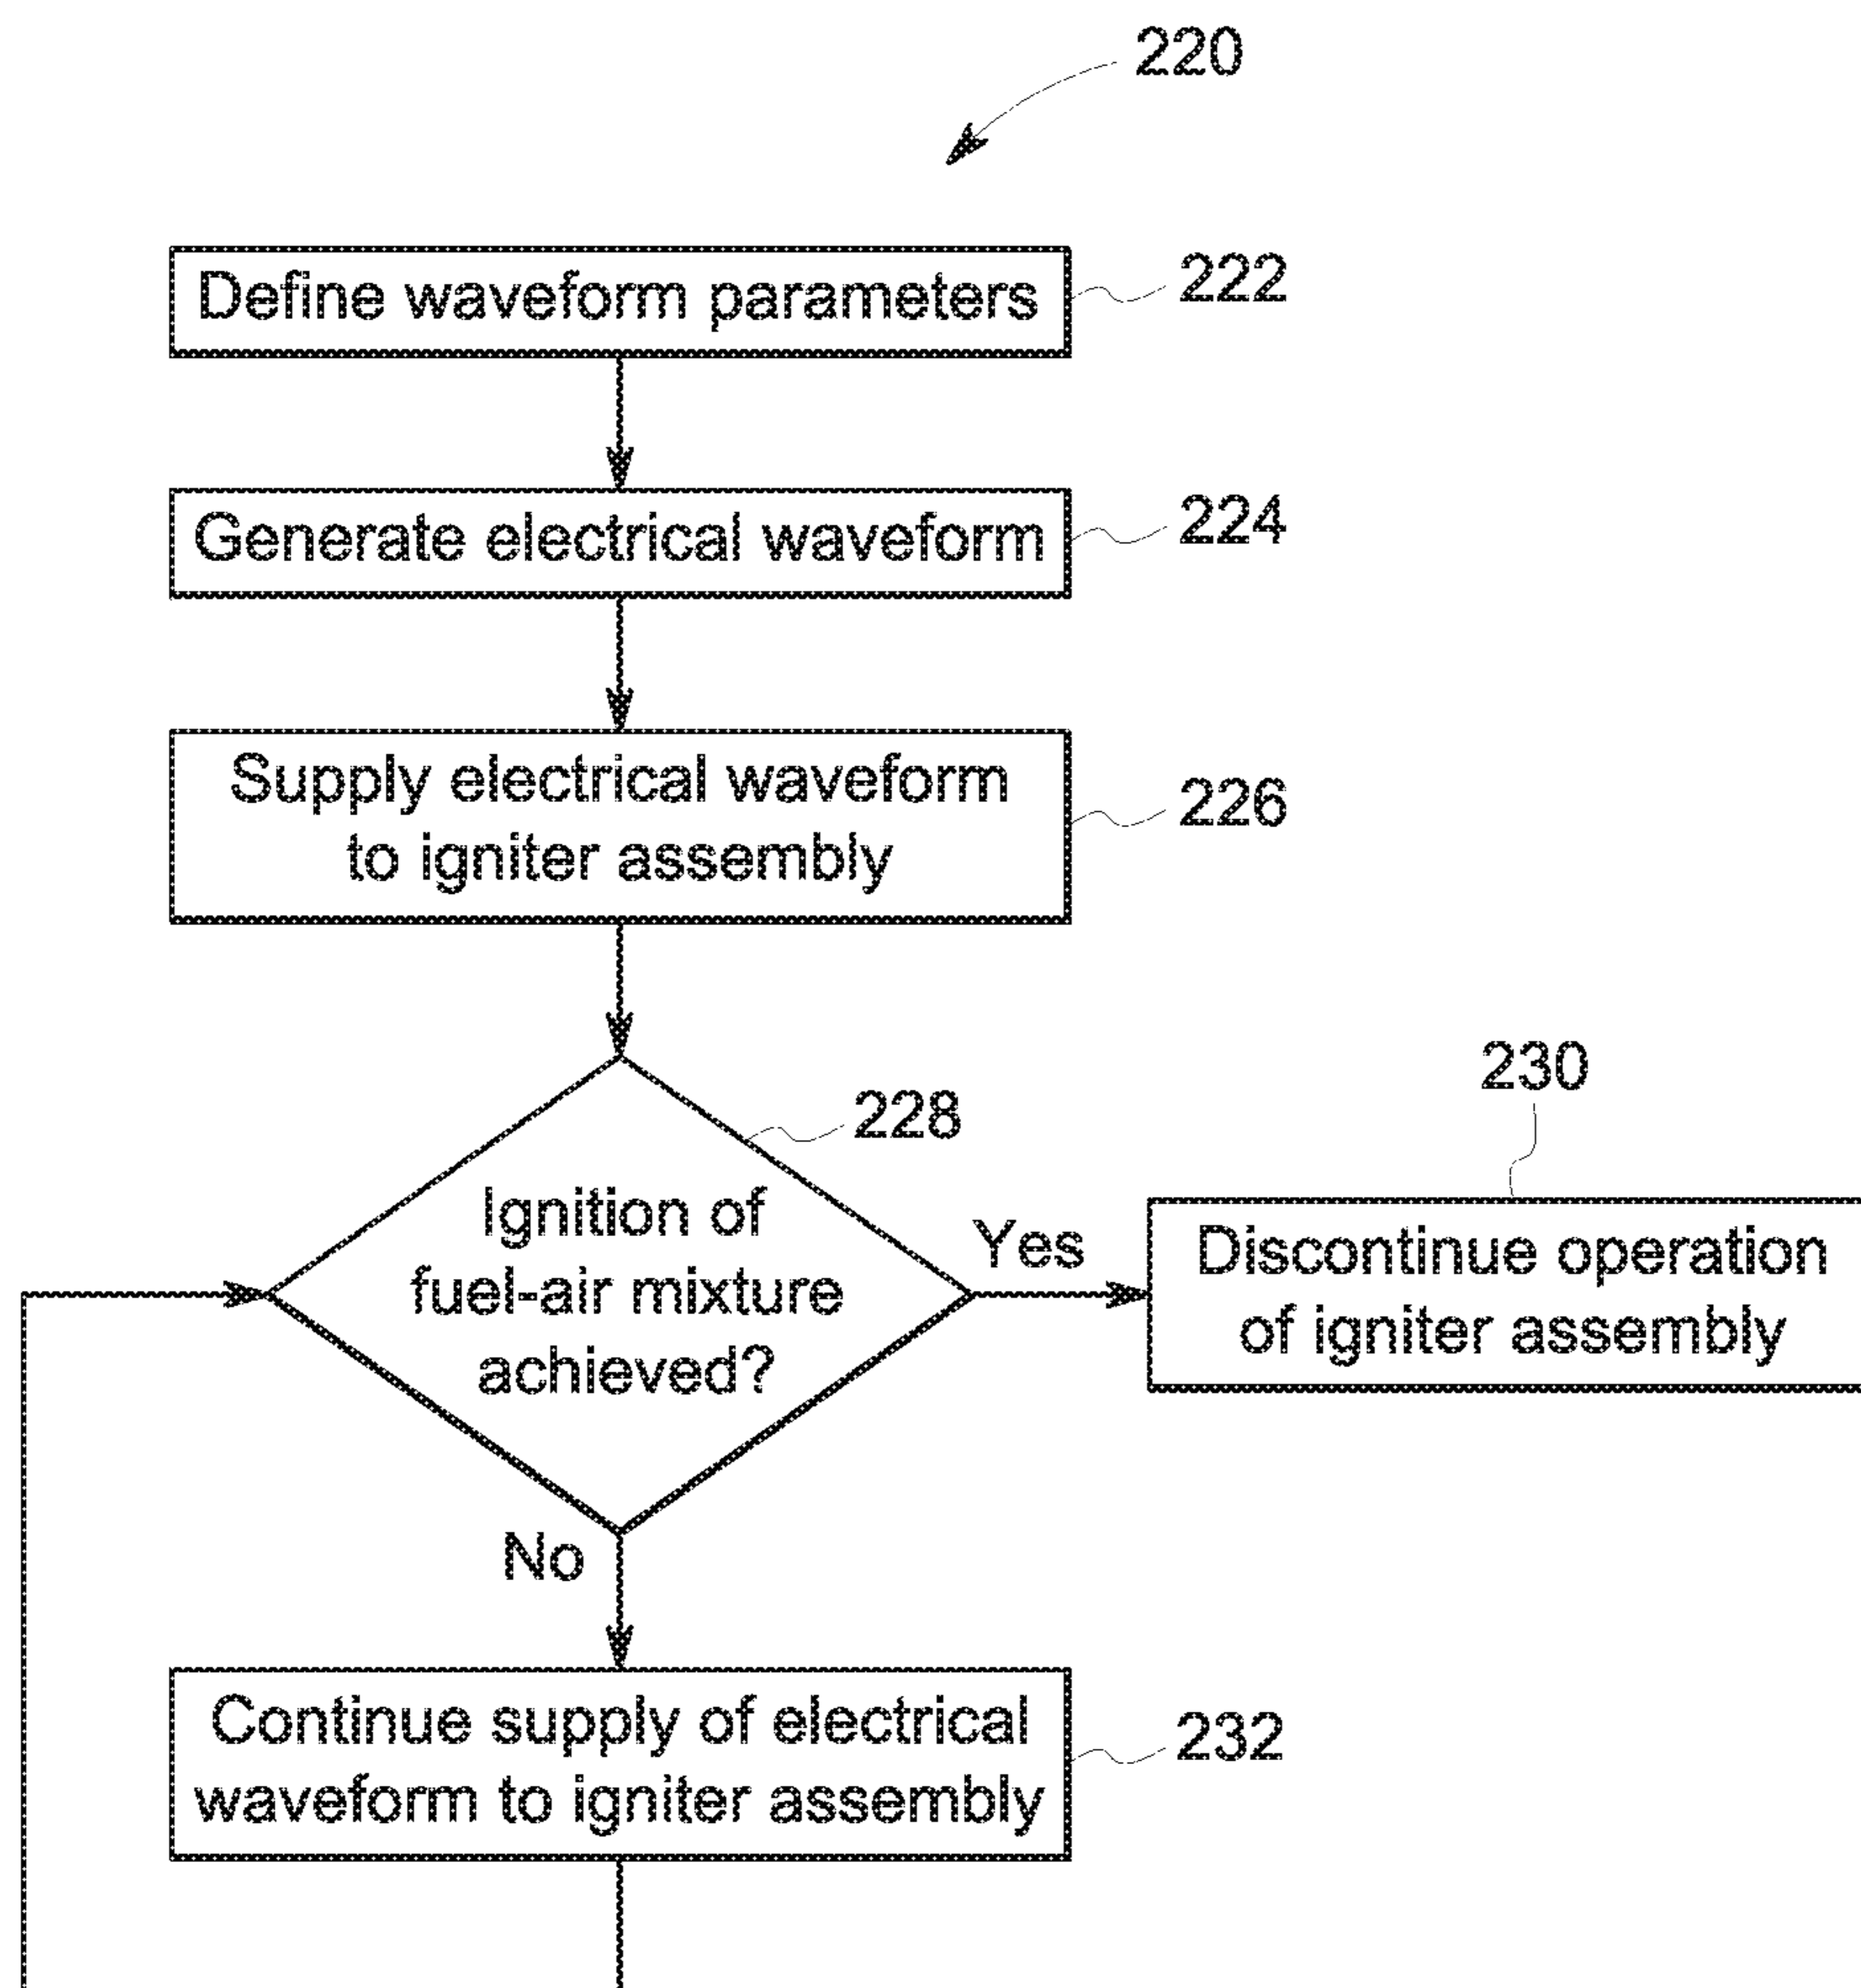 220
Define waveform parameters
222
Generate electrical waveform
224
Supply electrical waveform
to igniter assembly
226
228
Ignition of
fuel-air mixture
achieved?
Yes
230
Discontinue operation
of igniter assembly
No
Continue supply of electrical
waveform to igniter assembly
232